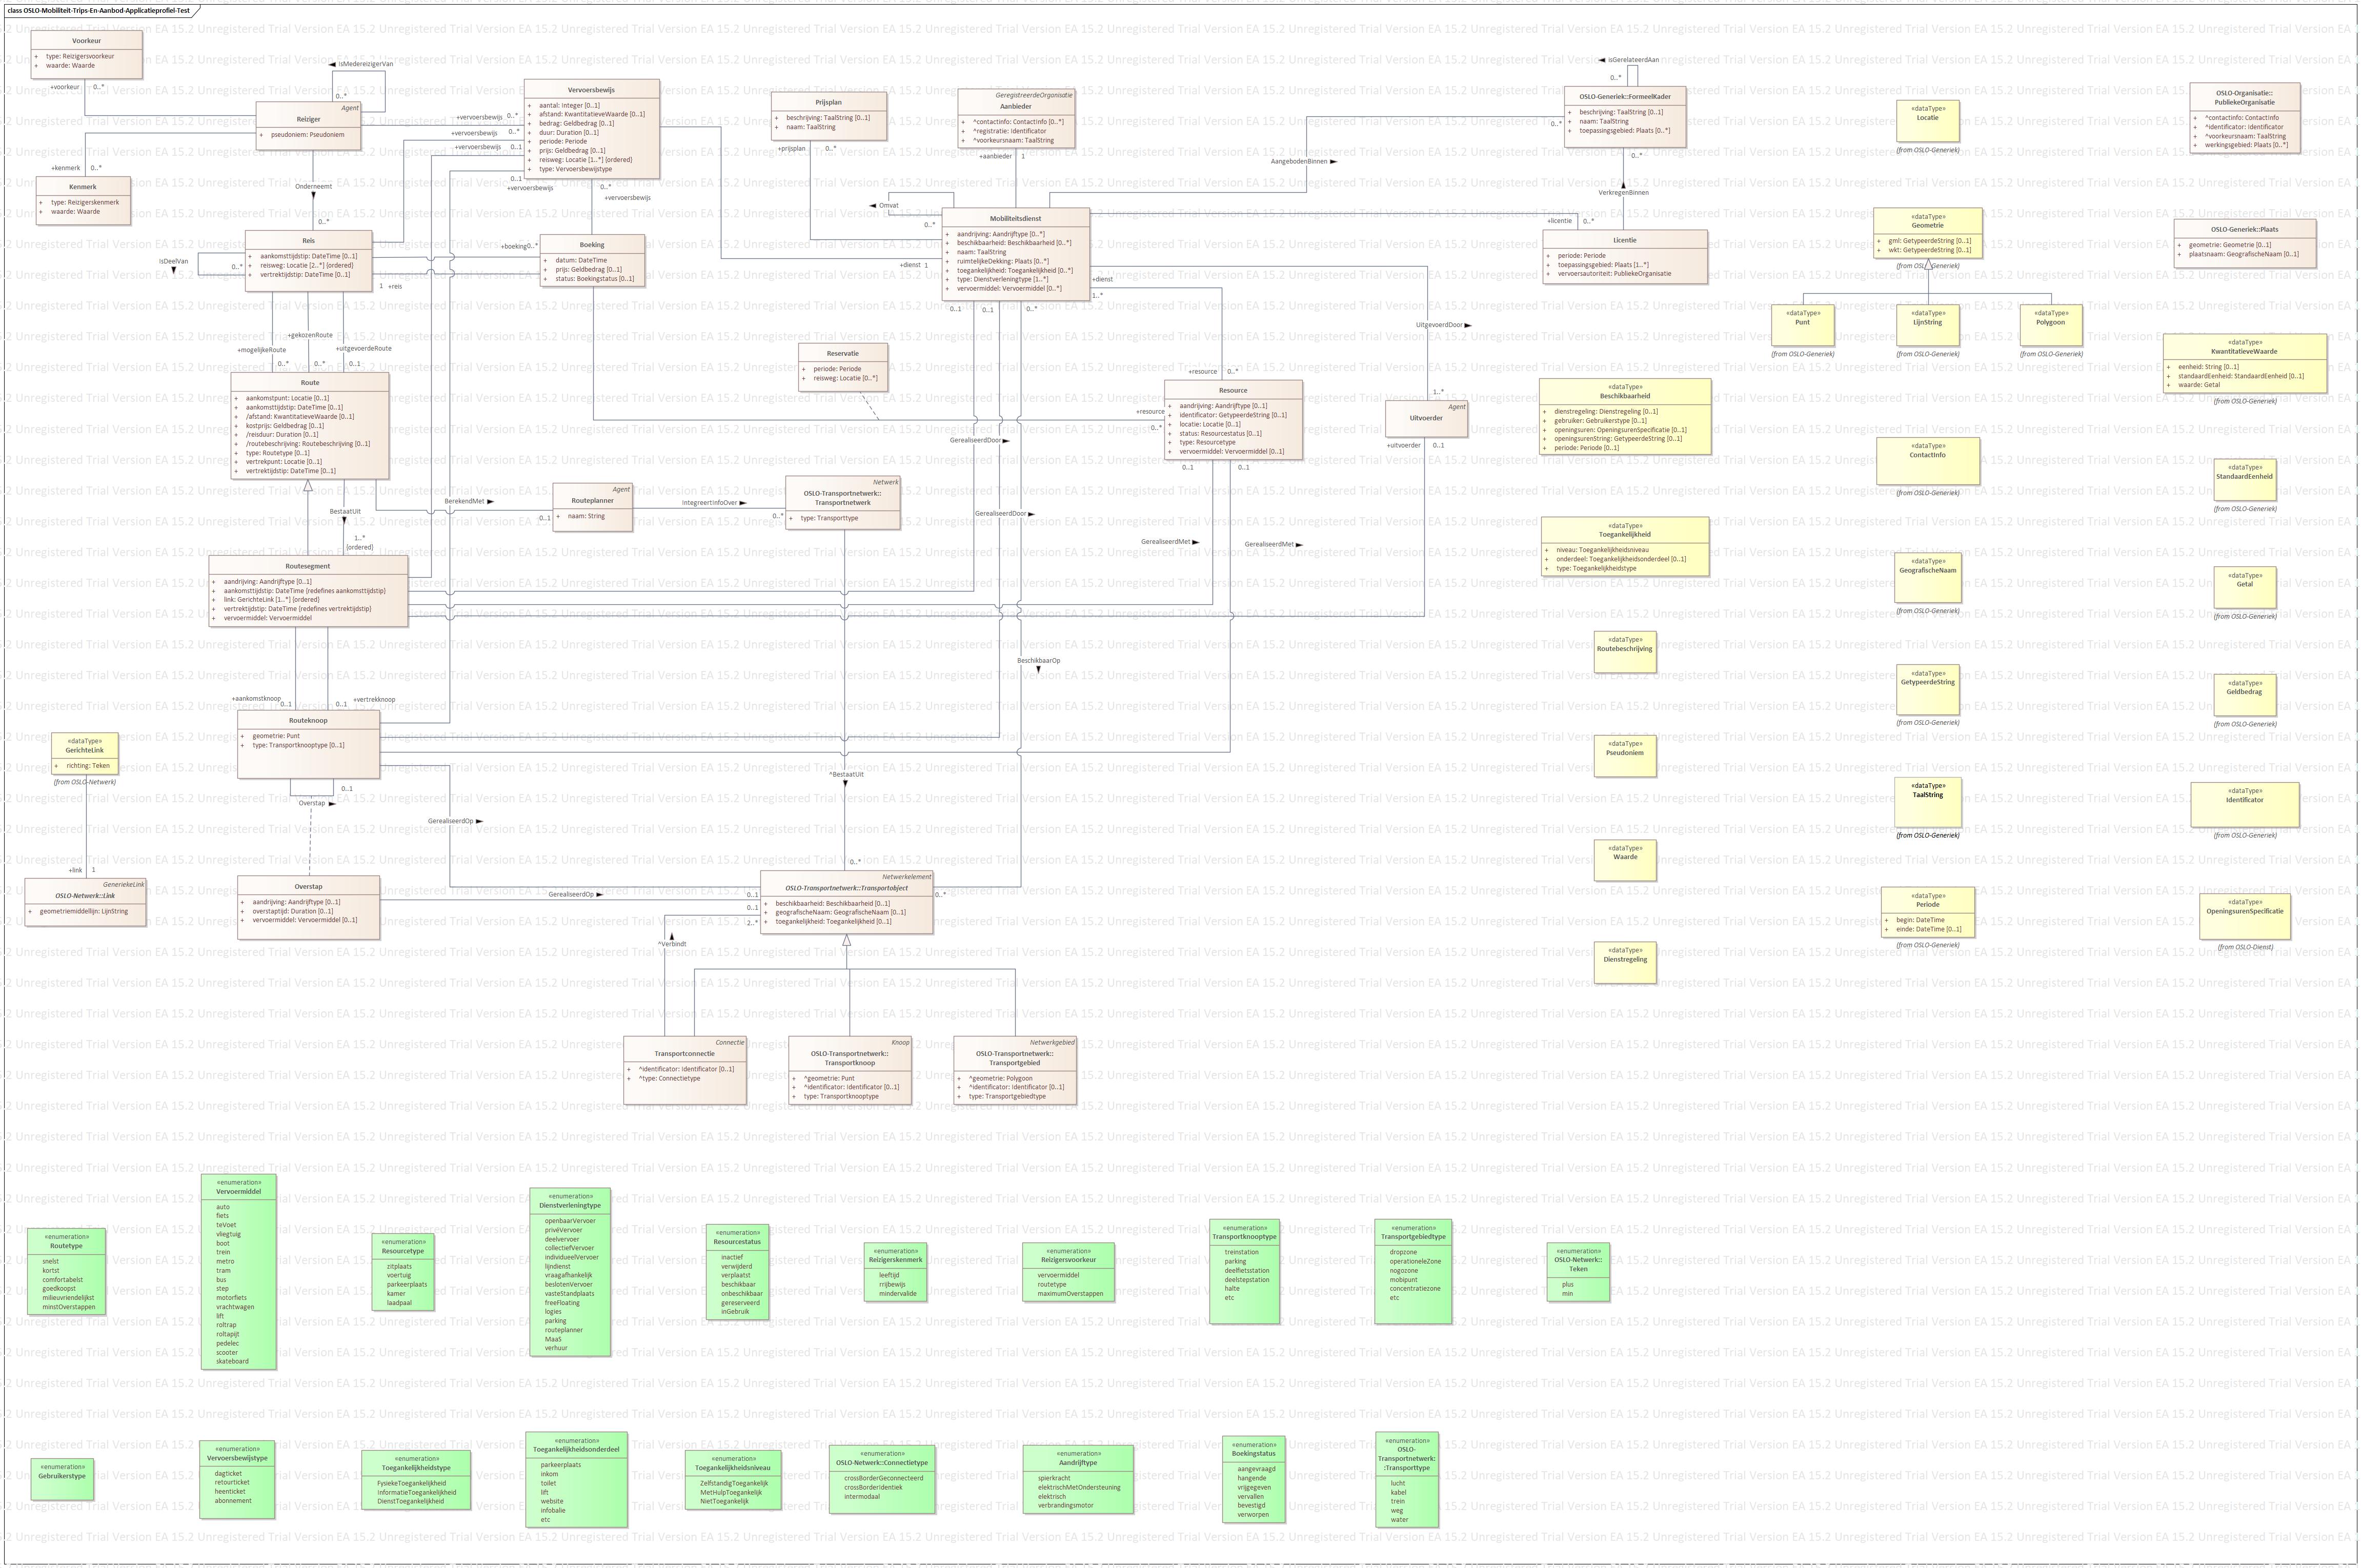 class OSLO-Mobiliteit-Trips-En-Aanbod-Applicatieprofiel-Test
Voorkeur
+ type: Reizigersvoorkeur
+ waarde: Waarde
+voorkeur 0..*
IsMedereizigerVan
0..*
Agent
Reiziger
+ pseudoniem: Pseudoniem
+kenmerk 0..*
Kenmerk
+ type: Reizigerskenmerk
+ waarde: Waarde
Onderneemt
0..*
Vervoersbewijs
+ aantal: Integer [0..1]
+ afstand: KwantitatieveWaarde [0..1]
+ bedrag: Geldbedrag [0..1]
+ duur: Duration [0..1]
+ periode: Periode
+ prijs: Geldbedrag [0..1]
+ reisweg: Locatie [1..*] {ordered}
+ type: Vervoersbewijstype
+vervoersbewijs 0..*
+vervoersbewijs 0..*
+vervoersbewijs 0..1
0..1
+vervoersbewijs
0..*
+vervoersbewijs
Prijsplan
+ beschrijving: TaalString [0..1]
+ naam: TaalString
+prijsplan 0..*
GeregistreerdeOrganisatie
Aanbieder
+ ^contactinfo: ContactInfo [0..*]
+ ^registratie: Identificator
+ ^voorkeursnaam: TaalString
+aanbieder 1
isGerelateerdAan
0..*
OSLO-Generiek::FormeelKader
+ beschrijving: TaalString [0..1]
+ naam: TaalString
+ toepassingsgebied: Plaats [0..*]
0..*
0..*
AangebodenBinnen
VerkregenBinnen
«dataType»
Locatie
(from OSLO-Generiek)
OSLO-Organisatie::
PubliekeOrganisatie
+ ^contactinfo: ContactInfo
+ ^identificator: Identificator
+ ^voorkeursnaam: TaalString
+ werkingsgebied: Plaats [0..*]
Reis
+ aankomsttijdstip: DateTime [0..1]
+ reisweg: Locatie [2..*] {ordered}
+ vertrektijdstip: DateTime [0..1]
IsDeelVan
0..*
1 +reis
Boeking
+ datum: DateTime
+ prijs: Geldbedrag [0..1]
+ status: Boekingstatus [0..1]
+boeking 0..*
Omvat
0..*
Mobiliteitsdienst
+ aandrijving: Aandrijftype [0..*]
+ beschikbaarheid: Beschikbaarheid [0..*]
+ naam: TaalString
+ ruimtelijkeDekking: Plaats [0..*]
+ toegankelijkheid: Toegankelijkheid [0..*]
+ type: Dienstverleningtype [1..*]
+ vervoermiddel: Vervoermiddel [0..*]
+dienst 1
+dienst
1..*
0..1
0..1
0..*
+licentie 0..*
Licentie
+ periode: Periode
+ toepassingsgebied: Plaats [1..*]
+ vervoersautoriteit: PubliekeOrganisatie
«dataType»
Geometrie
+ gml: GetypeerdeString [0..1]
+ wkt: GetypeerdeString [0..1]
(from OSLO-Generiek)
OSLO-Generiek::Plaats
+ geometrie: Geometrie [0..1]
+ plaatsnaam: GeografischeNaam [0..1]
«dataType»
Punt
(from OSLO-Generiek)
«dataType»
LijnString
(from OSLO-Generiek)
«dataType»
Polygoon
(from OSLO-Generiek)
«dataType»
KwantitatieveWaarde
+ eenheid: String [0..1]
+ standaardEenheid: StandaardEenheid [0..1]
+ waarde: Getal
(from OSLO-Generiek)
+mogelijkeRoute 0..*
+gekozenRoute 0..*
+uitgevoerdeRoute 0..1
Reservatie
+ periode: Periode
+ reisweg: Locatie [0..*]
UitgevoerdDoor
1..*
+resource 0..*
+resource
0..*
Route
+ aankomstpunt: Locatie [0..1]
+ aankomsttijdstip: DateTime [0..1]
+ /afstand: KwantitatieveWaarde [0..1]
+ kostprijs: Geldbedrag [0..1]
+ /reisduur: Duration [0..1]
+ /routebeschrijving: Routebeschrijving [0..1]
+ type: Routetype [0..1]
+ vertrekpunt: Locatie [0..1]
+ vertrektijdstip: DateTime [0..1]
Resource
+ aandrijving: Aandrijftype [0..1]
+ identificator: GetypeerdeString [0..1]
+ locatie: Locatie [0..1]
+ status: Resourcestatus [0..1]
+ type: Resourcetype
+ vervoermiddel: Vervoermiddel [0..1]
0..1
0..1
Agent
Uitvoerder
+uitvoerder 0..1
«dataType»
Beschikbaarheid
+ dienstregeling: Dienstregeling [0..1]
+ gebruiker: Gebruikerstype [0..1]
+ openingsuren: OpeningsurenSpecificatie [0..1]
+ openingsurenString: GetypeerdeString [0..1]
+ periode: Periode [0..1]
«dataType»
ContactInfo
(from OSLO-Generiek)
«dataType»
StandaardEenheid
(from OSLO-Generiek)
GerealiseerdDoor
GerealiseerdDoor
GerealiseerdMet
GerealiseerdMet
BestaatUit
1..*
{ordered}
BerekendMet
0..1
Agent
Routeplanner
+ naam: String
IntegreertInfoOver
0..*
Netwerk
OSLO-Transportnetwerk::
Transportnetwerk
+ type: Transporttype
«dataType»
Toegankelijkheid
+ niveau: Toegankelijkheidsniveau
+ onderdeel: Toegankelijkheidsonderdeel [0..1]
+ type: Toegankelijkheidstype
«dataType»
GeografischeNaam
(from OSLO-Generiek)
«dataType»
Getal
(from OSLO-Generiek)
Routesegment
+ aandrijving: Aandrijftype [0..1]
+ aankomsttijdstip: DateTime {redefines aankomsttijdstip}
+ link: GerichteLink [1..*] {ordered}
+ vertrektijdstip: DateTime {redefines vertrektijdstip}
+ vervoermiddel: Vervoermiddel
«dataType»
Routebeschrijving
«dataType»
GetypeerdeString
(from OSLO-Generiek)
«dataType»
Geldbedrag
(from OSLO-Generiek)
BeschikbaarOp
+aankomstknoop
0..1
+vertrekknoop
0..1
Routeknoop
+ geometrie: Punt
+ type: Transportknooptype [0..1]
«dataType»
GerichteLink
+ richting: Teken
(from OSLO-Netwerk)
0..1
Overstap
GerealiseerdOp
^BestaatUit
0..*
«dataType»
Pseudoniem
«dataType»
TaalString
(from OSLO-Generiek)
«dataType»
Identificator
(from OSLO-Generiek)
«dataType»
Waarde
+link 1
GeneriekeLink
OSLO-Netwerk::Link
+ geometriemiddellijn: LijnString
Overstap
+ aandrijving: Aandrijftype [0..1]
+ overstaptijd: Duration [0..1]
+ vervoermiddel: Vervoermiddel [0..1]
GerealiseerdOp
0..1
0..1
2..*
0..*
Netwerkelement
OSLO-Transportnetwerk::Transportobject
+ beschikbaarheid: Beschikbaarheid [0..1]
+ geografischeNaam: GeografischeNaam [0..1]
+ toegankelijkheid: Toegankelijkheid [0..1]
^Verbindt
«dataType»
Periode
+ begin: DateTime
+ einde: DateTime [0..1]
(from OSLO-Generiek)
«dataType»
OpeningsurenSpecificatie
(from OSLO-Dienst)
«dataType»
Dienstregeling
Connectie
Transportconnectie
+ ^identificator: Identificator [0..1]
+ ^type: Connectietype
Knoop
OSLO-Transportnetwerk::
Transportknoop
+ ^geometrie: Punt
+ ^identificator: Identificator [0..1]
+ type: Transportknooptype
Netwerkgebied
OSLO-Transportnetwerk::
Transportgebied
+ ^geometrie: Polygoon
+ ^identificator: Identificator [0..1]
+ type: Transportgebiedtype
«enumeration»
Routetype
snelst
kortst
comfortabelst
goedkoopst
milieuvriendelijkst
minstOverstappen
«enumeration»
Vervoermiddel
auto
fiets
teVoet
vliegtuig
boot
trein
metro
tram
bus
step
motorfiets
vrachtwagen
lift
roltrap
roltapijt
pedelec
scooter
skateboard
«enumeration»
Resourcetype
zitplaats
voertuig
parkeerplaats
kamer
laadpaal
«enumeration»
Dienstverleningtype
openbaarVervoer
privéVervoer
deelvervoer
collectiefVervoer
individueelVervoer
lijndienst
vraagafhankelijk
beslotenVervoer
vasteStandplaats
freeFloating
logies
parking
routeplanner
MaaS
verhuur
«enumeration»
Resourcestatus
inactief
verwijderd
verplaatst
beschikbaar
onbeschikbaar
gereserveerd
inGebruik
«enumeration»
Reizigerskenmerk
leeftijd
rrijbewijs
mindervalide
«enumeration»
Reizigersvoorkeur
vervoermiddel
routetype
maximumOverstappen
«enumeration»
Transportknooptype
treinstation
parking
deelfietsstation
deelstepstation
halte
etc
«enumeration»
Transportgebiedtype
dropzone
operationeleZone
nogozone
mobipunt
concentratiezone
etc
«enumeration»
OSLO-Netwerk::
Teken
plus
min
«enumeration»
Gebruikerstype
«enumeration»
Vervoersbewijstype
dagticket
retourticket
heenticket
abonnement
«enumeration»
Toegankelijkheidstype
FysiekeToegankelijkheid
InformatieToegankelijkheid
DienstToegankelijkheid
«enumeration»
Toegankelijkheidsonderdeel
parkeerplaats
inkom
toilet
lift
website
infobalie
etc
«enumeration»
Toegankelijkheidsniveau
ZelfstandigToegankelijk
MetHulpToegankelijk
NietToegankelijk
«enumeration»
OSLO-Netwerk::Connectietype
crossBorderGeconnecteerd
crossBorderIdentiek
intermodaal
«enumeration»
Aandrijftype
spierkracht
elektrischMetOndersteuning
elektrisch
verbrandingsmotor
«enumeration»
Boekingstatus
aangevraagd
hangende
vrijgegeven
vervallen
bevestigd
verworpen
«enumeration»
OSLO-
Transportnetwerk:
:Transporttype
lucht
kabel
trein
weg
water